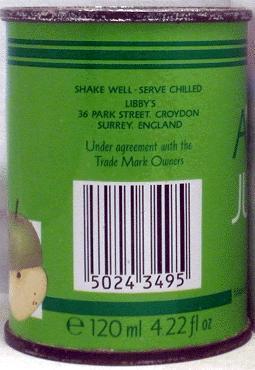 SHAKE WELL - SERVE CHILLED
LIBBY'S
36 PARK STREET, CROYDON
SURREY, ENGLAND
Under agreement with the
Trade Mark Owners
5024 3495
e 120 ml 4.22 fl oz
A
JU